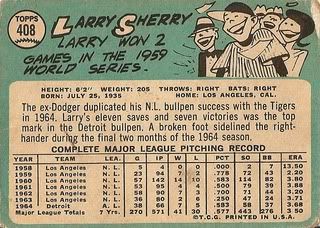 TOPPS
408
LARRY SHERRY
LARRY WON 2
GAMES IN THE 1959
WORLD SERIES.
HEIGHT: 6'2" WEIGHT: 205 THROWS: RIGHT BATS: RIGHT
BORN: JULY 25, 1935 HOME: LOS ANGELES, CAL.
The ex-Dodger duplicated his N.L. bullpen success with the Tigers
in 1964. Larry's eleven saves and seven victories was the top
mark in the Detroit bullpen. A broken foot sidelined the right-
hander during the final two months of the 1964 season.
COMPLETE MAJOR LEAGUE PITCHING RECORD
YEAR TEAM LEA. G IP W L PCT. SO BB ERA
1958 Los Angeles N.L. 5 4 0 0 .000 2 7 13.50
1959 Los Angeles N.L. 23 94 7 2 .778 72 43 2.20
1960 Los Angeles N.L. 57 142 14 10 .583 114 82 3.80
1961 Los Angeles N.L. 53 95 4 4 .500 79 39 3.88
1962 Los Angeles N.L. 58 90 7 3 .700 71 44 3.20
1963 Los Angeles N.L. 36 80 2 6 .250 47 24
1964 Detroit A.L. 38 66 7 5 .583 58 37 3.68
Major League Totals 7 Yrs. 270 571 41 30 .577 443 276 3.50
©T.C.G. PRINTED IN U.S.A.